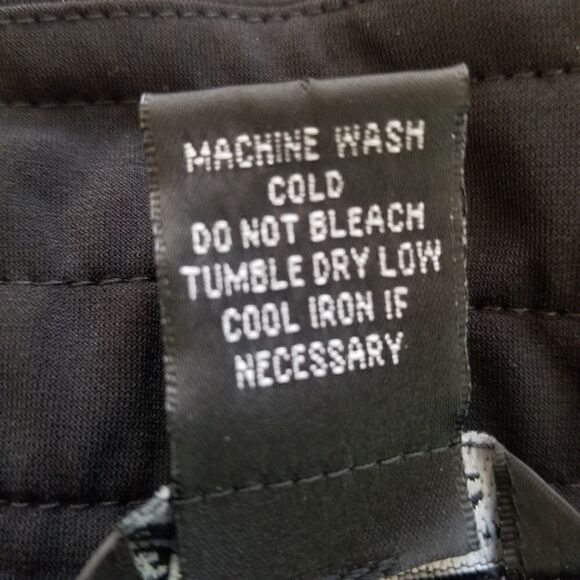 MACHINE WASH
COLD
DO NOT BLEACH
TUMBLE DRY LOW
COOL IRON IF
NECESSARY